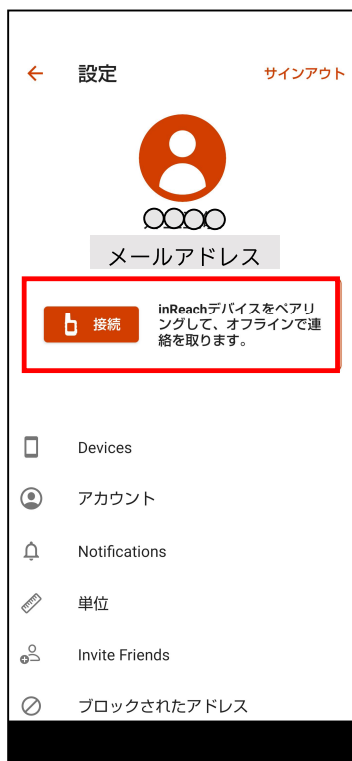 設定
サインアウト
メールアドレス
接続
inReachデバイスをペアリ
ングして、オフラインで連
絡を取ります。
Devices
アカウント
Notifications
単位
Invite Friends
ブロックされたアドレス